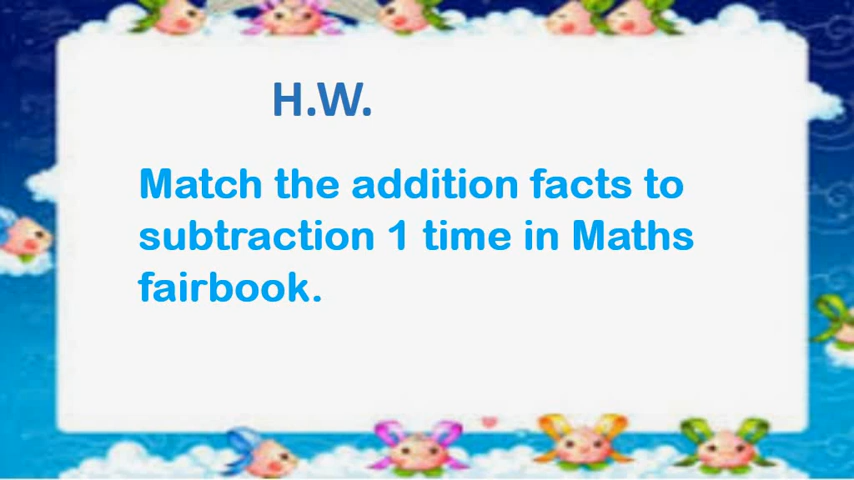 H.W.
Match the addition facts to
subtraction 1 time in Maths
fairbook.